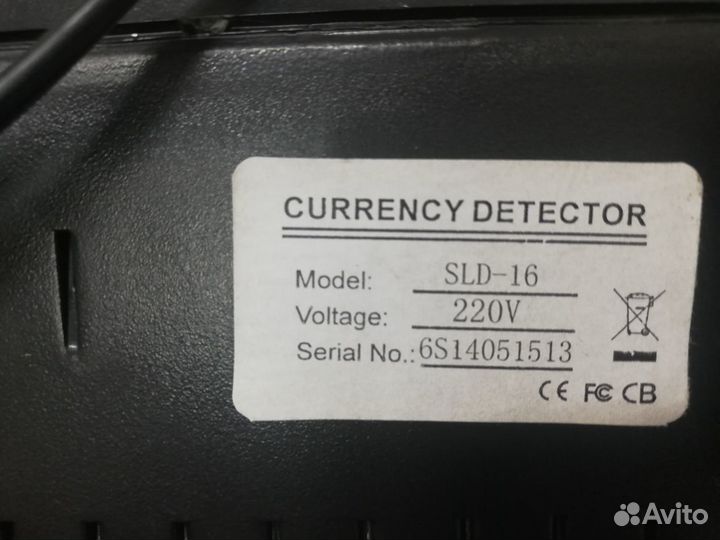 CURRENCY DETECTOR
Model: SLD-16
Voltage: 220V
Serial No.: 6S14051513
CE FC CB
Avito